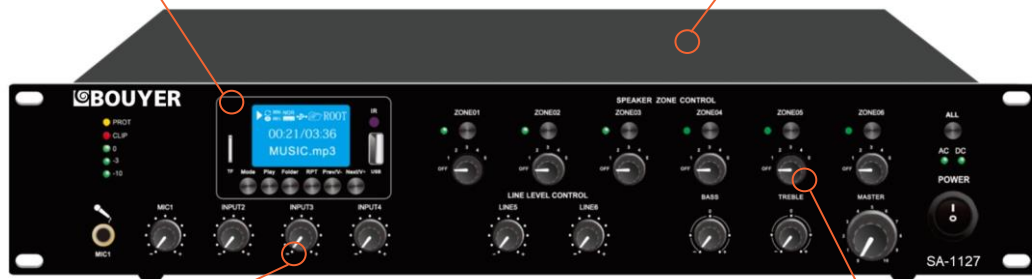 BOUYER
PROT
CLIP
0
-3
-10
MIC1
ROOT
00:21/03:36
MUSIC.mp3
IR
TF
USB
Mode Play Folder RPT Prev/V- Next/V+
MIC1 INPUT2 INPUT3 INPUT4
SPEAKER ZONE CONTROL
ZONE01 ZONE02 ZONE03 ZONE04 ZONE05 ZONE06
OFF OFF OFF OFF OFF OFF
LINE LEVEL CONTROL
LINE5 LINE6
BASS TREBLE MASTER
ALL
AC DC
POWER
SA-1127